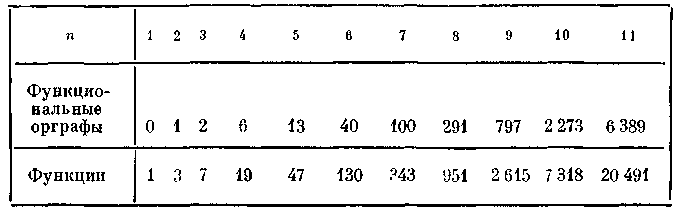 n 1 2 3 4 5 6 7 8 9 10 11
Функцио-
нальные
орграфы 0 1 2 6 13 40 100 291 797 2 273 6 389
Функции 1 3 7 19 47 130 343 951 2 615 7 318 20 491